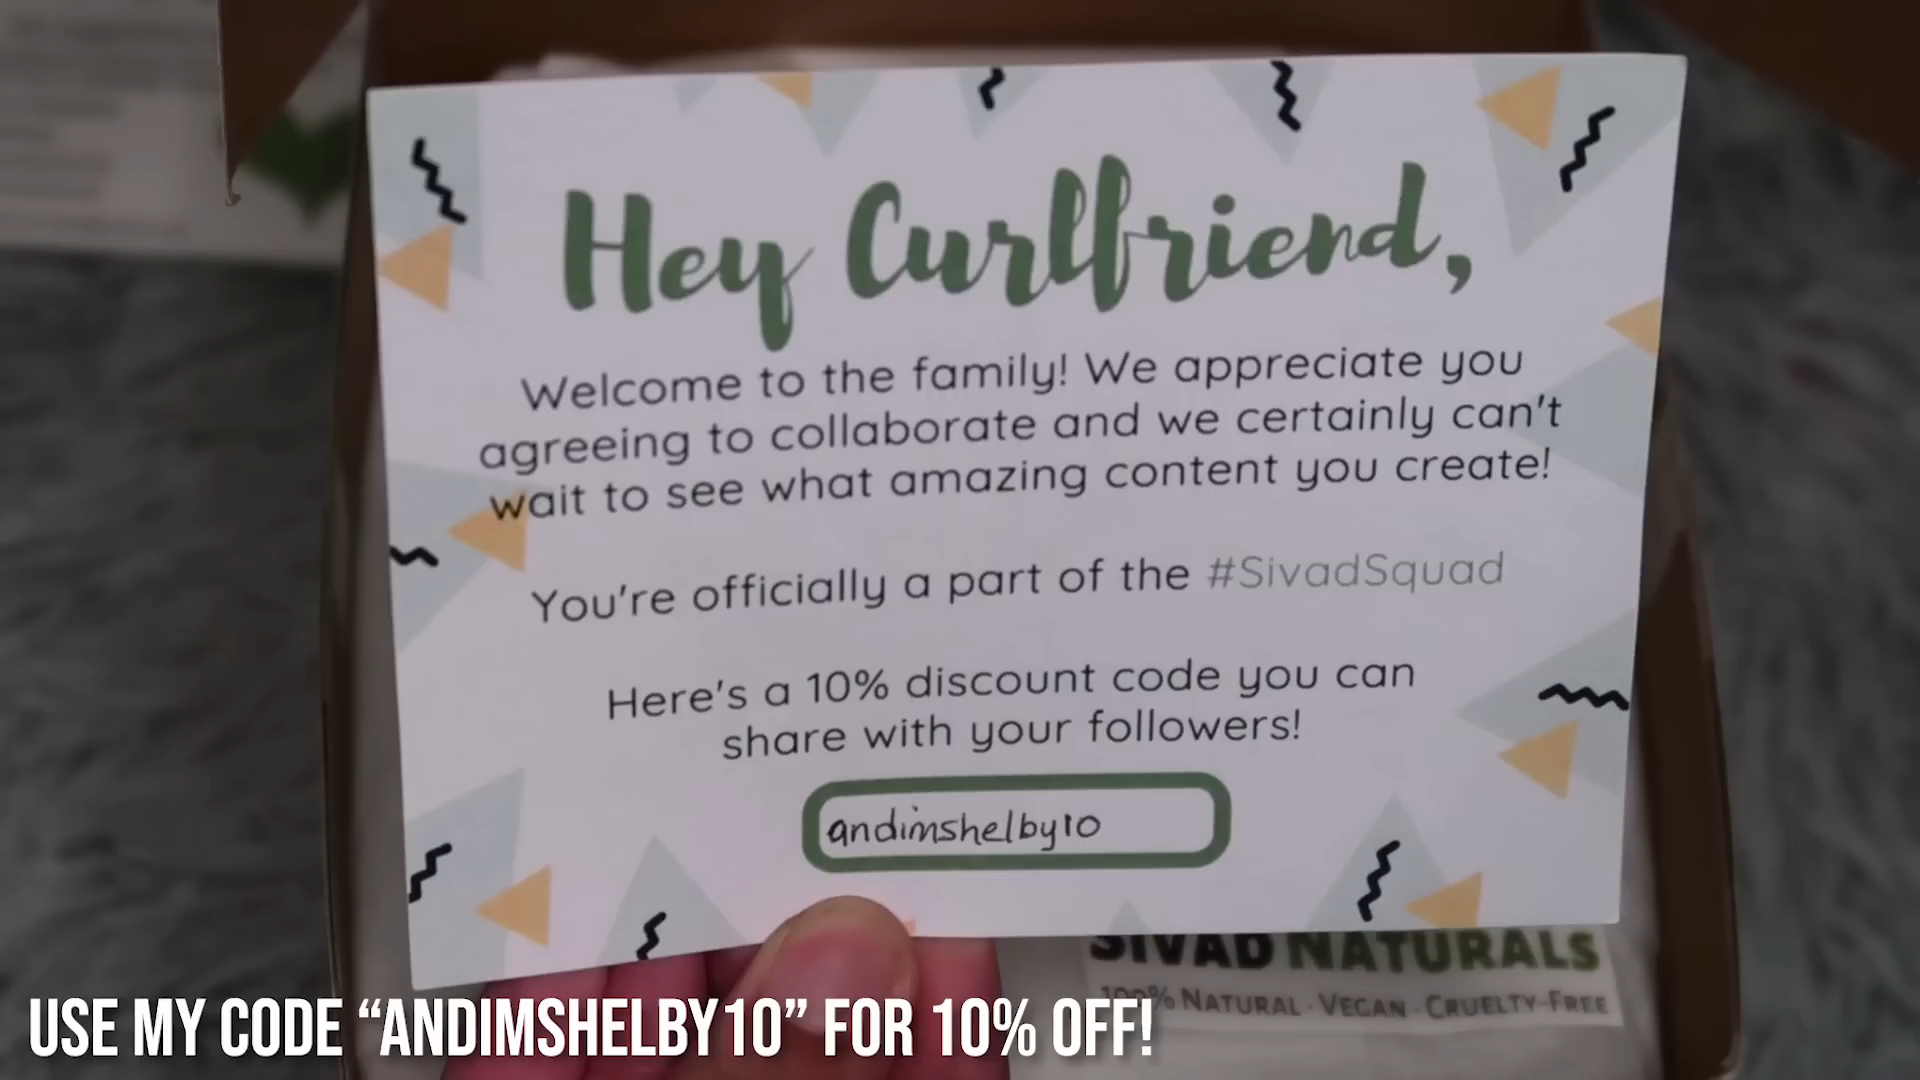 Hey Curlfriend,
Welcome to the family! We appreciate you
agreeing to collaborate and we certainly can't
wait to see what amazing content you create!
You're officially a part of the #SivadSquad
Here's a 10% discount code you can
share with your followers!
andimshelby10
SIVAD NATURALS
100% NATURAL · VEGAN · CRUELTY-FREE
USE MY CODE “ANDIMSHELBY10” FOR 10% OFF!